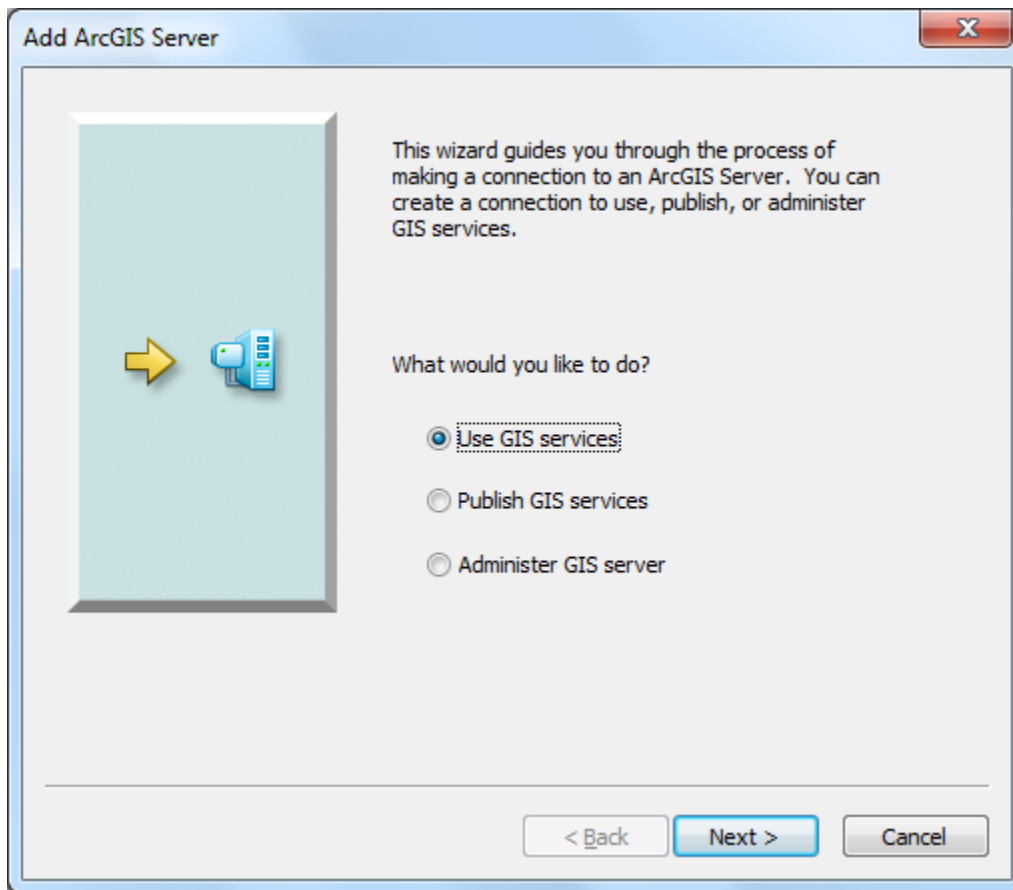 Add ArcGIS Server
This wizard guides you through the process of
making a connection to an ArcGIS Server.  You can
create a connection to use, publish, or administer
GIS services.
What would you like to do?
Use GIS services
Publish GIS services
Administer GIS server
< Back
Next >
Cancel